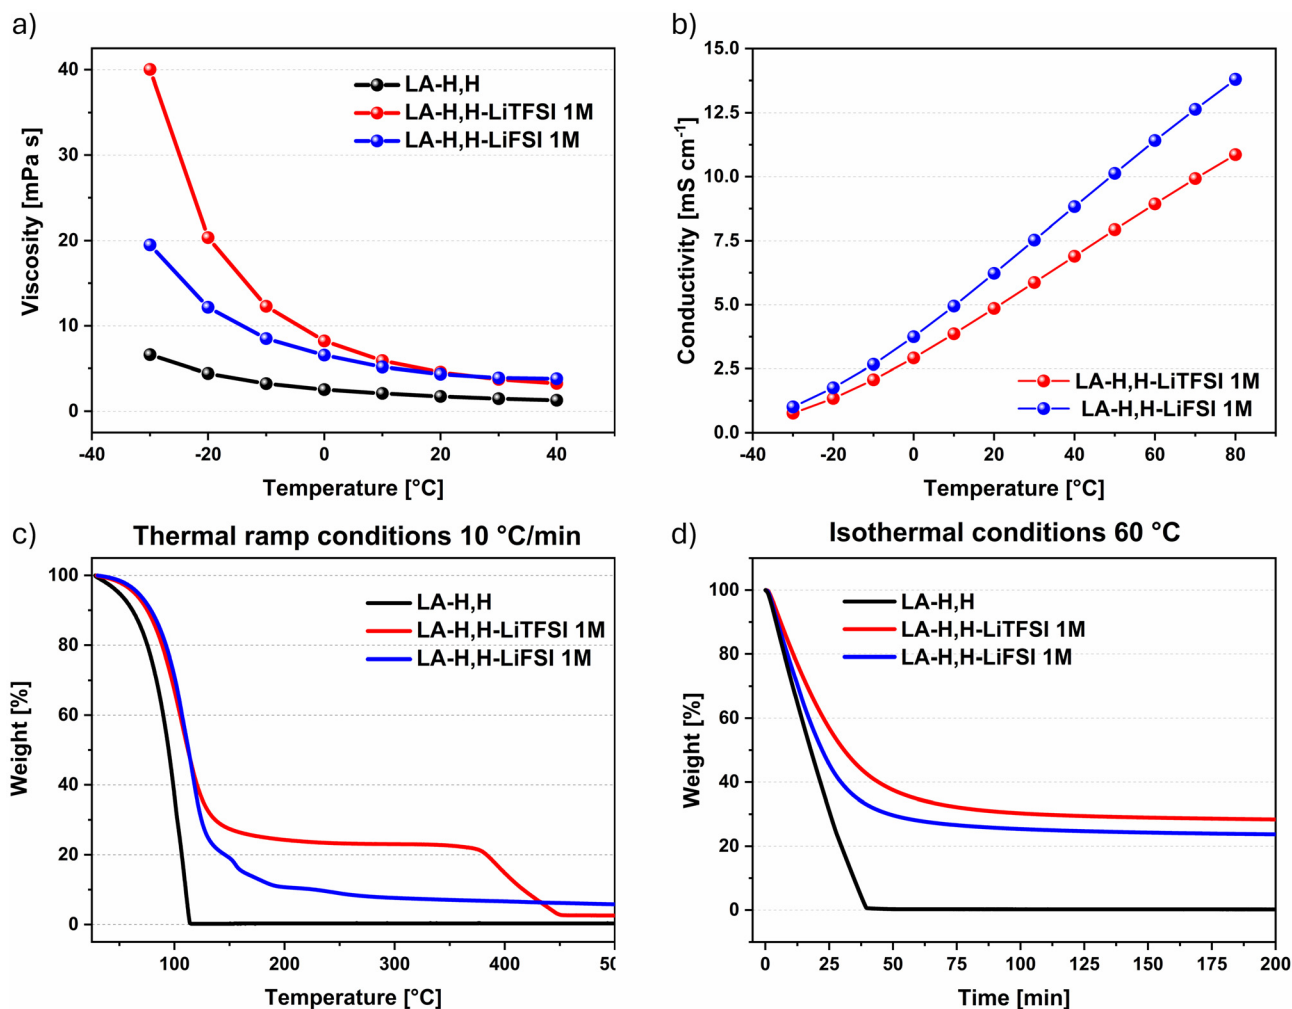 a)
40
30
20
10
0
-40
-20
0
20
40
Viscosity [mPa s]
Temperature [°C]
LA-H,H
LA-H,H-LiTFSI 1M
LA-H,H-LiFSI 1M
b)
15.0
12.5
10.0
7.5
5.0
2.5
0.0
-40
-20
0
20
40
60
80
Conductivity [mS cm⁻¹]
Temperature [°C]
LA-H,H-LiTFSI 1M
LA-H,H-LiFSI 1M
c)
Thermal ramp conditions 10 °C/min
100
80
60
40
20
0
100
200
300
400
50
Weight [%]
Temperature [°C]
LA-H,H
LA-H,H-LiTFSI 1M
LA-H,H-LiFSI 1M
d)
Isothermal conditions 60 °C
100
80
60
40
20
0
0
25
50
75
100
125
150
175
200
Weight [%]
Time [min]
LA-H,H
LA-H,H-LiTFSI 1M
LA-H,H-LiFSI 1M